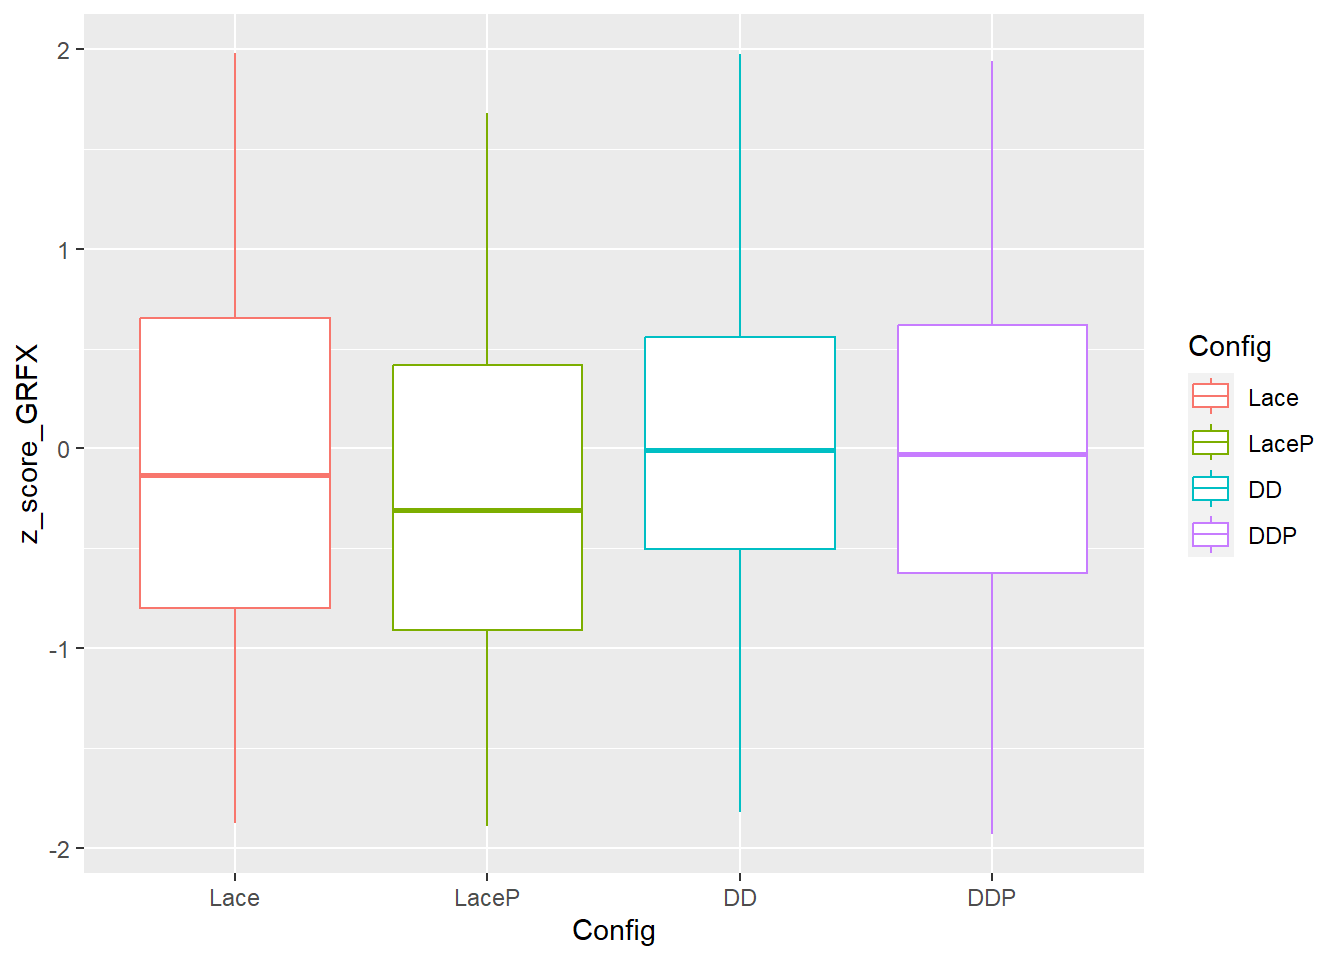 z_score_GRFX
2
1
0
-1
-2
Lace
LaceP
DD
DDP
Config
Config
Lace
LaceP
DD
DDP